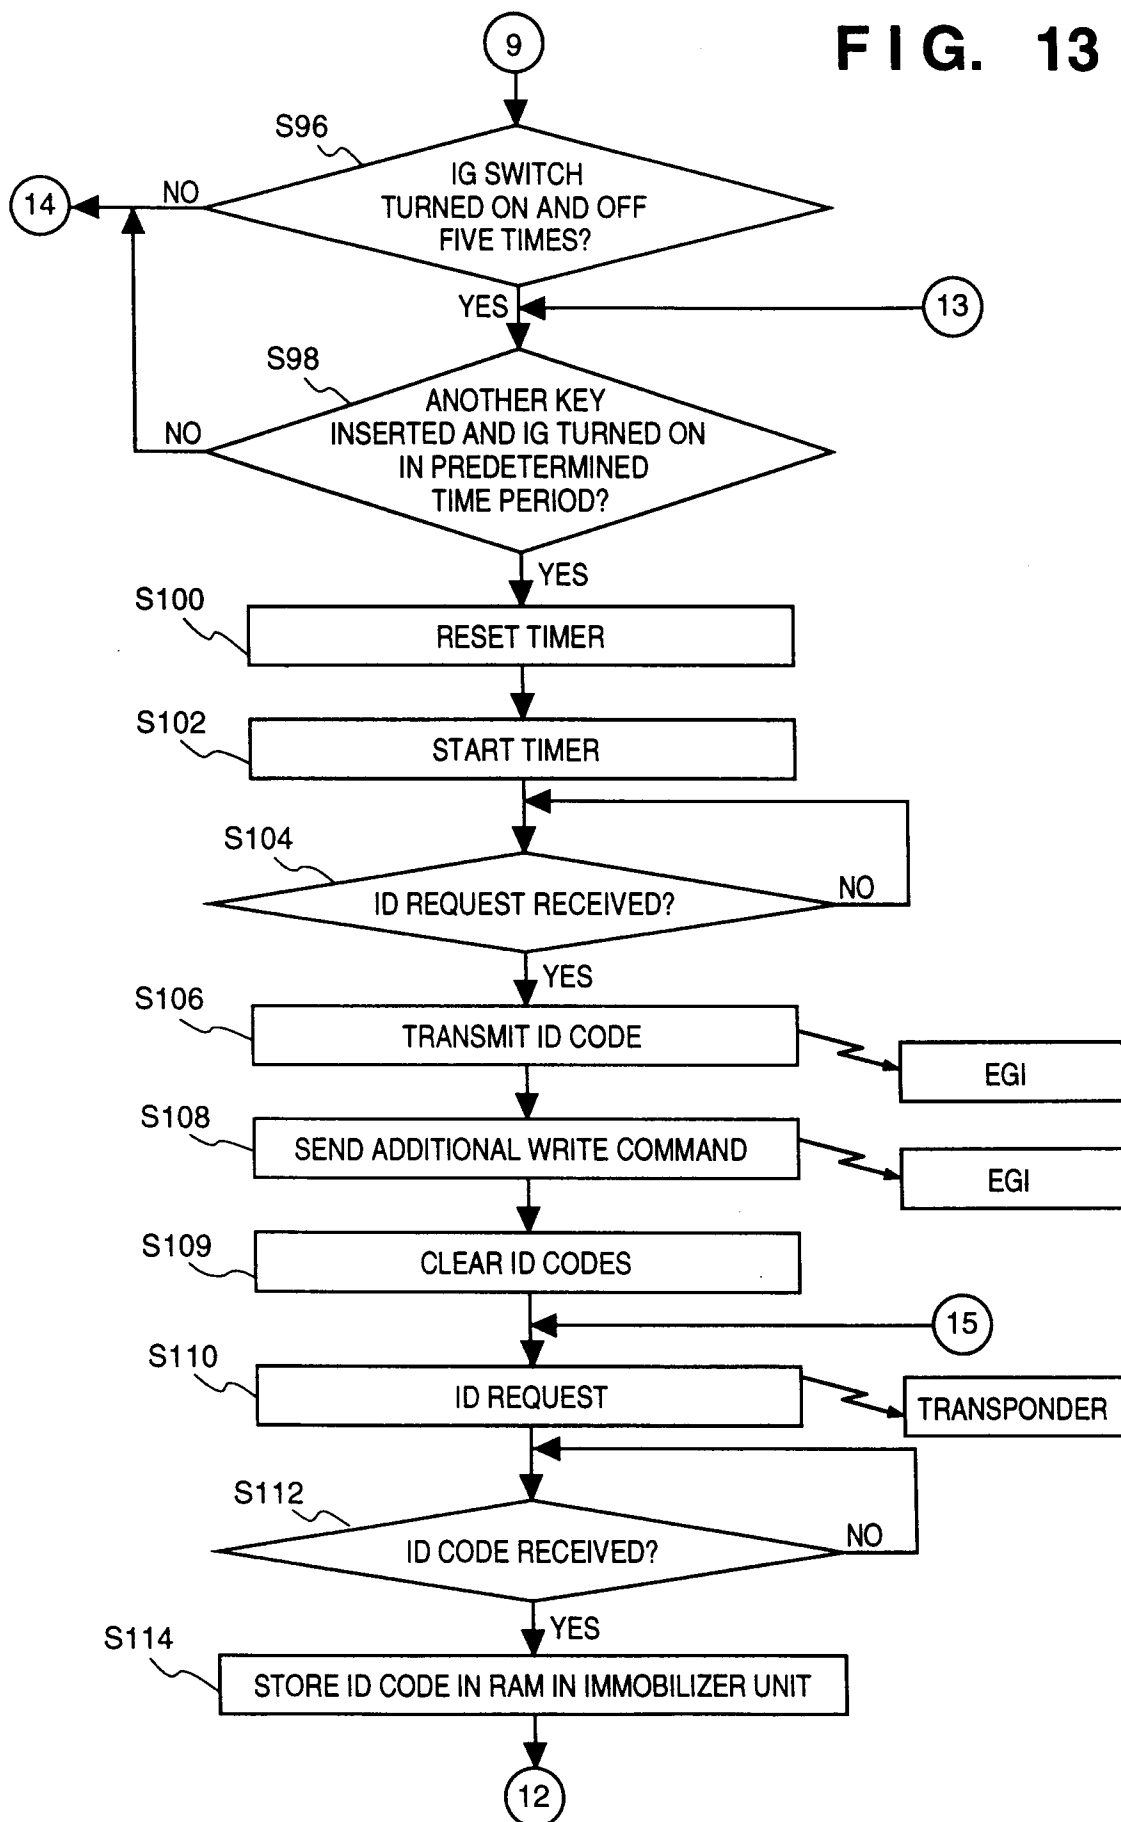 FIG. 13
9
S96
IG SWITCH
TURNED ON AND OFF
FIVE TIMES?
NO
14
YES
13
S98
ANOTHER KEY
INSERTED AND IG TURNED ON
IN PREDETERMINED
TIME PERIOD?
NO
YES
S100
RESET TIMER
S102
START TIMER
S104
ID REQUEST RECEIVED?
NO
YES
S106
TRANSMIT ID CODE
EGI
S108
SEND ADDITIONAL WRITE COMMAND
EGI
S109
CLEAR ID CODES
15
S110
ID REQUEST
TRANSPONDER
S112
ID CODE RECEIVED?
NO
YES
S114
STORE ID CODE IN RAM IN IMMOBILIZER UNIT
12